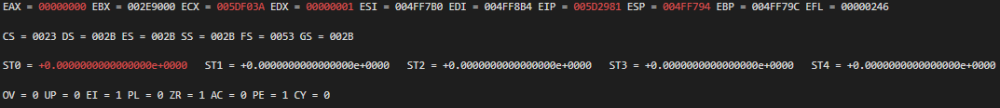 EAX = 00000000 EBX = 002E9000 ECX = 005DF03A EDX = 00000001 ESI = 004FF7B0 EDI = 004FF8B4 EIP = 005D2981 ESP = 004FF794 EBP = 004FF79C EFL = 00000246
CS = 0023 DS = 002B ES = 002B SS = 002B FS = 0053 GS = 002B
ST0 = +0.0000000000000000e+0000 ST1 = +0.0000000000000000e+0000 ST2 = +0.0000000000000000e+0000 ST3 = +0.0000000000000000e+0000 ST4 = +0.0000000000000000e+0000
OV = 0 UP = 0 EI = 1 PL = 0 ZR = 1 AC = 0 PE = 1 CY = 0